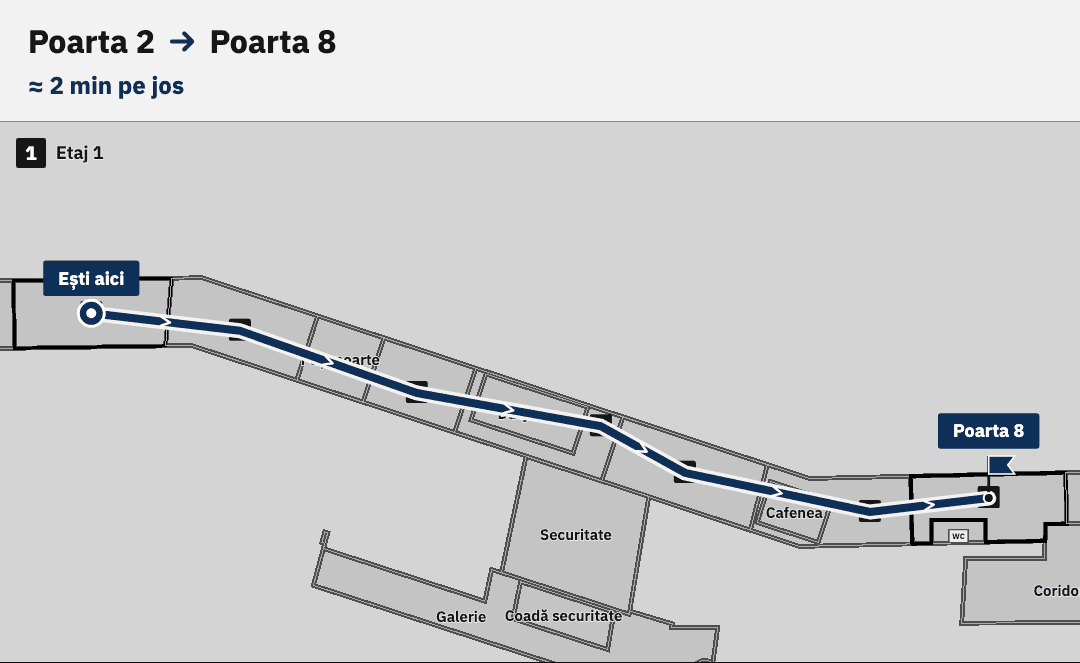 Poarta 2 → Poarta 8
≈ 2 min pe jos
1 Etaj 1
Ești aici
Poarta 8
Cafenea
WC
Securitate
Corido
Galerie
Coadă securitate